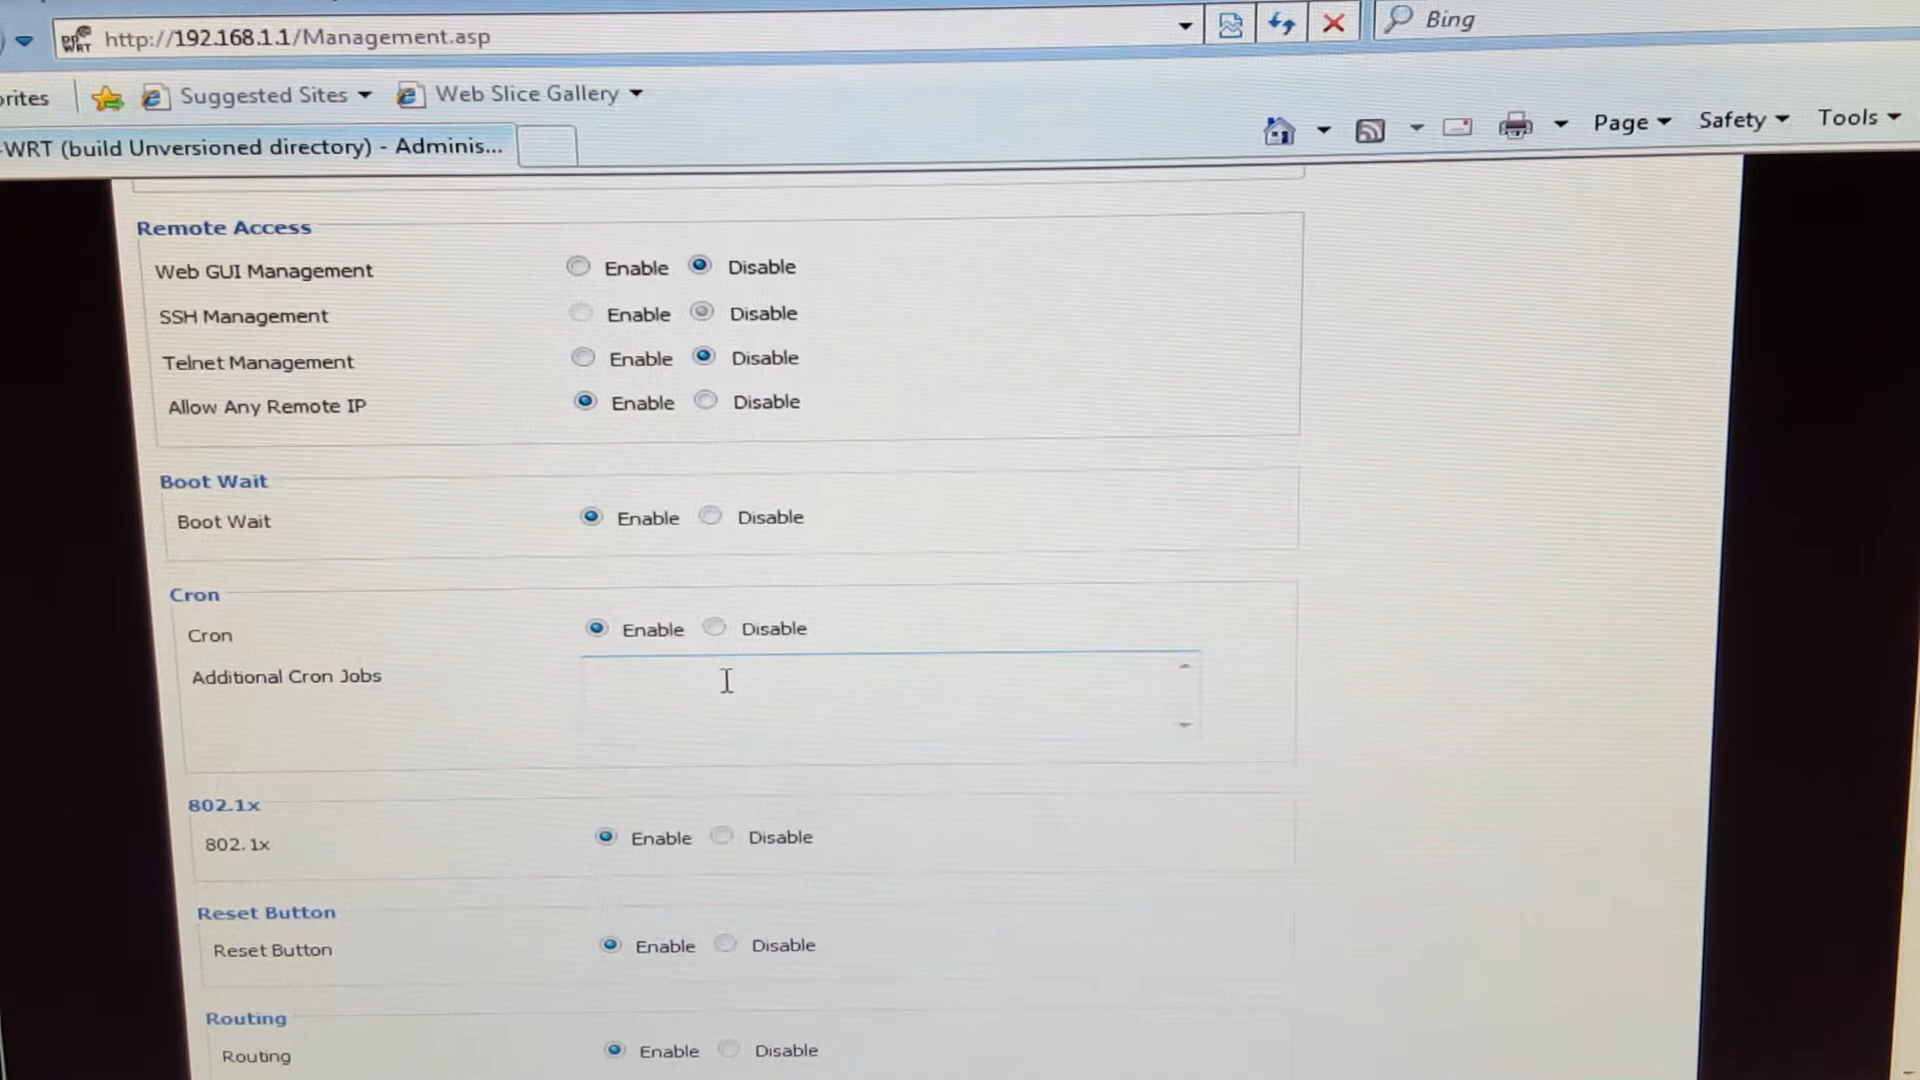 http://192.168.1.1/Management.asp
Bing
orites
Suggested Sites
Web Slice Gallery
-WRT (build Unversioned directory) - Adminis...
Page
Safety
Tools
Remote Access
Web GUI Management Enable Disable
SSH Management Enable Disable
Telnet Management Enable Disable
Allow Any Remote IP Enable Disable
Boot Wait
Boot Wait Enable Disable
Cron
Cron Enable Disable
Additional Cron Jobs
802.1x
802.1x Enable Disable
Reset Button
Reset Button Enable Disable
Routing
Routing Enable Disable